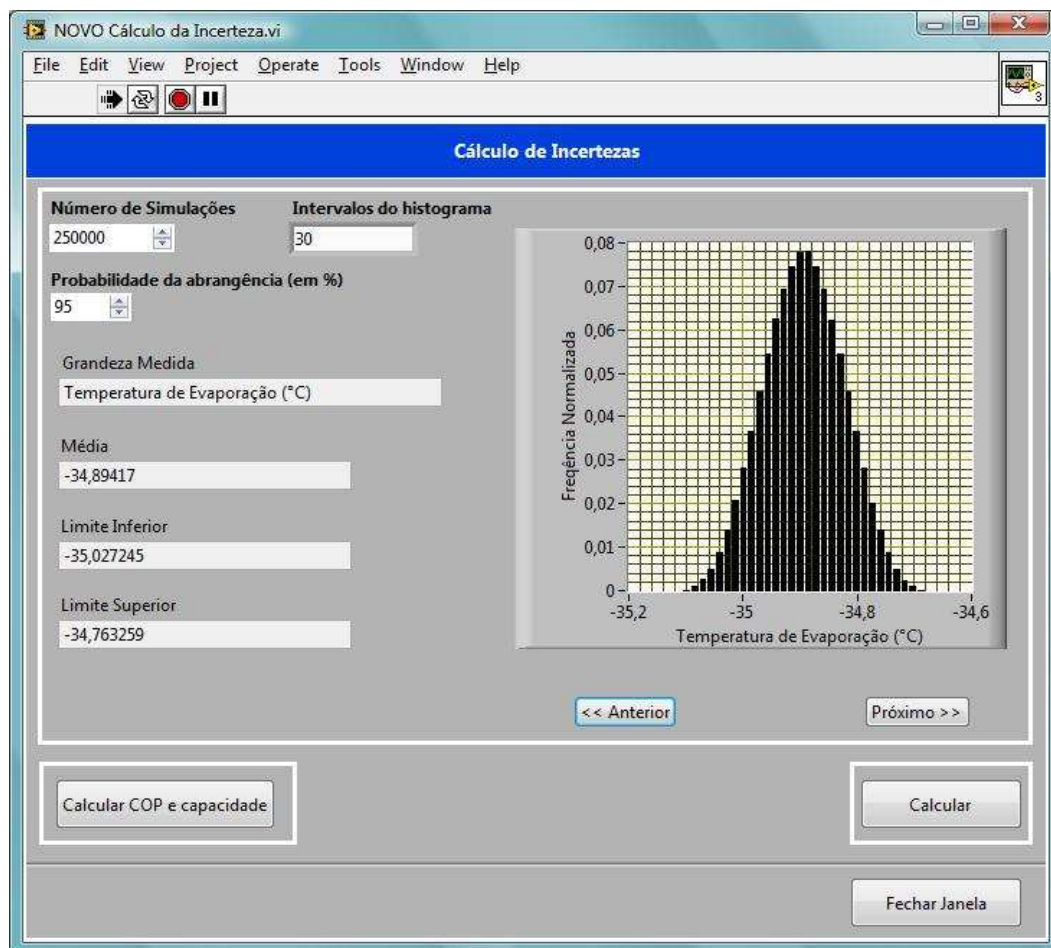 NOVO Cálculo da Incerteza.vi
File Edit View Project Operate Tools Window Help
3
Cálculo de Incertezas
Número de Simulações
250000
Intervalos do histograma
30
Probabilidade da abrangência (em %)
95
Grandeza Medida
Temperatura de Evaporação (°C)
Média
-34,89417
Limite Inferior
-35,027245
Limite Superior
-34,763259
Freqência Normalizada
0,08
0,07
0,06
0,05
0,04
0,03
0,02
0,01
0
-35,2 -35 -34,8 -34,6
Temperatura de Evaporação (°C)
<< Anterior
Próximo >>
Calcular COP e capacidade
Calcular
Fechar Janela